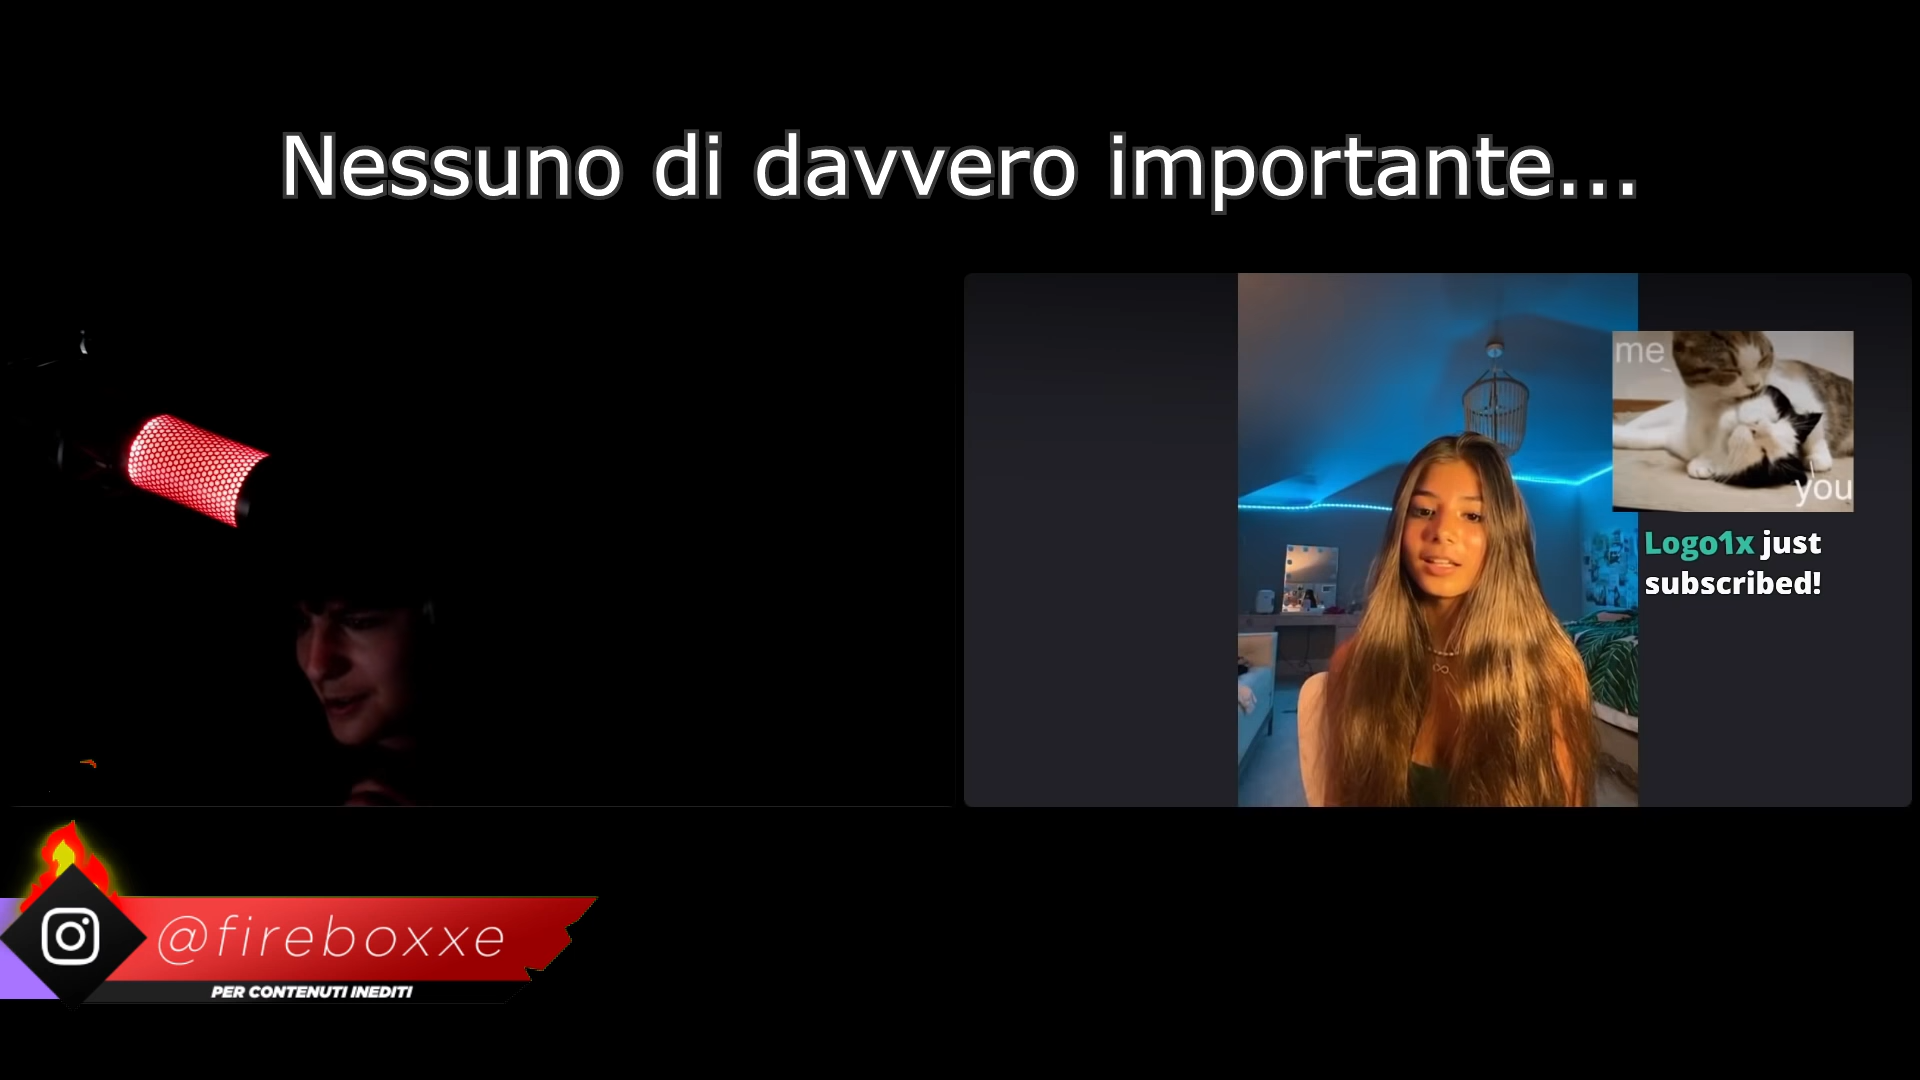 Nessuno di davvero importante...
me
you
Logo1x just
subscribed!
@fireboxxe
PER CONTENUTI INEDITI